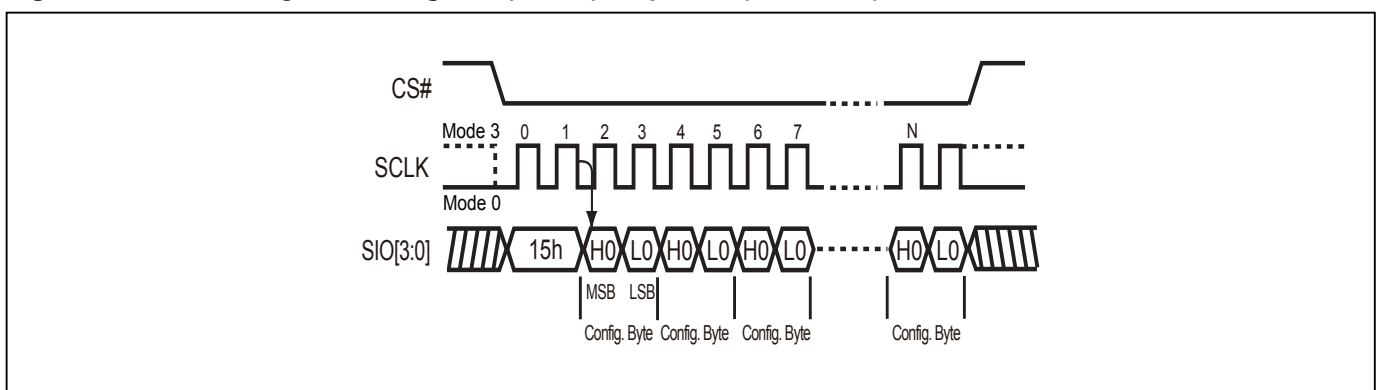 CS#
Mode 3 0 1 2 3 4 5 6 7 N
SCLK
Mode 0
SIO[3:0] 15h H0 L0 H0 L0 H0 L0 H0 L0
MSB LSB
Config. Byte Config. Byte Config. Byte Config. Byte